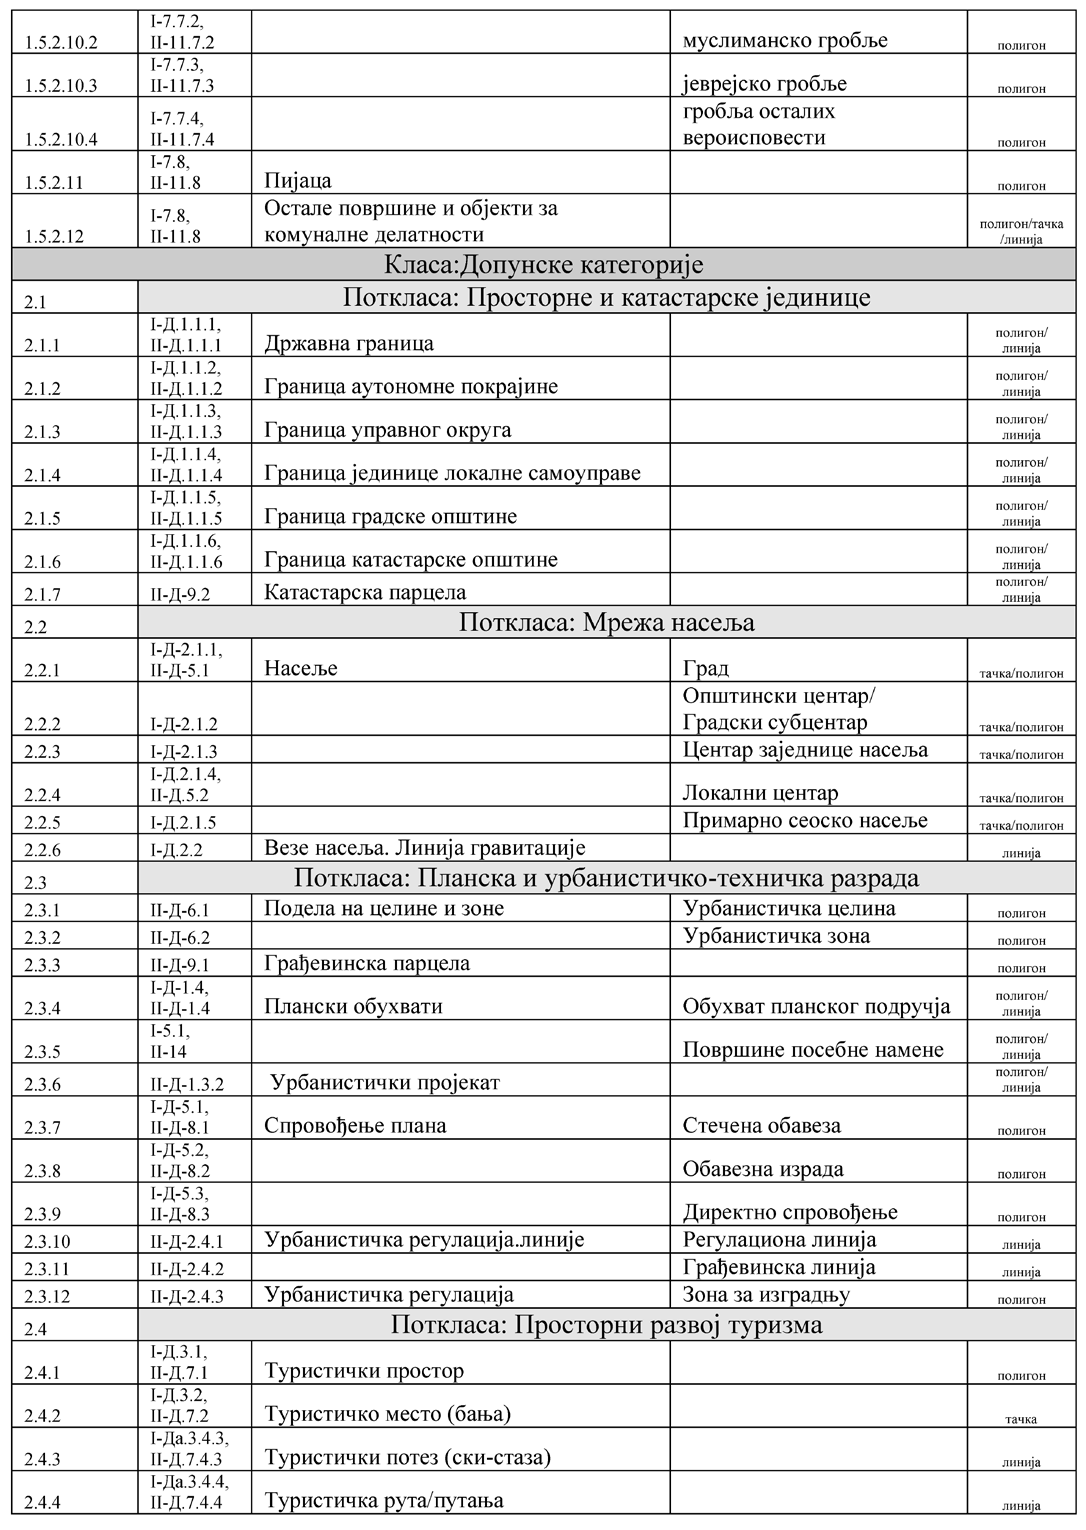 1.5.2.10.2 I-7.7.2, II-11.7.2 муслиманско гробље полигон
1.5.2.10.3 I-7.7.3, II-11.7.3 јеврејско гробље полигон
1.5.2.10.4 I-7.7.4, II-11.7.4 гробља осталих вероисповести полигон
1.5.2.11 I-7.8, II-11.8 Пијаца полигон
1.5.2.12 I-7.8, II-11.8 Остале површине и објекти за комуналне делатности полигон/тачка /линија
Класа:Допунске категорије
2.1 Поткласа: Просторне и катастарске јединице
2.1.1 I-Д.1.1.1, II-Д.1.1.1 Државна граница полигон/ линија
2.1.2 I-Д.1.1.2, II-Д.1.1.2 Граница аутономне покрајине полигон/ линија
2.1.3 I-Д.1.1.3, II-Д.1.1.3 Граница управног округа полигон/ линија
2.1.4 I-Д.1.1.4, II-Д.1.1.4 Граница јединице локалне самоуправе полигон/ линија
2.1.5 I-Д.1.1.5, II-Д.1.1.5 Граница градске општине полигон/ линија
2.1.6 I-Д.1.1.6, II-Д.1.1.6 Граница катастарске општине полигон/ линија
2.1.7 II-Д-9.2 Катастарска парцела полигон/ линија
2.2 Поткласа: Мрежа насеља
2.2.1 I-Д-2.1.1, II-Д-5.1 Насеље Град тачка/полигон
2.2.2 I-Д-2.1.2 Општински центар/ Градски субцентар тачка/полигон
2.2.3 I-Д-2.1.3 Центар заједнице насеља тачка/полигон
2.2.4 I-Д.2.1.4, II-Д.5.2 Локални центар тачка/полигон
2.2.5 I-Д.2.1.5 Примарно сеоско насеље тачка/полигон
2.2.6 I-Д.2.2 Везе насеља. Линија гравитације линија
2.3 Поткласа: Планска и урбанистичко-техничка разрада
2.3.1 II-Д-6.1 Подела на целине и зоне Урбанистичка целина полигон
2.3.2 II-Д-6.2 Урбанистичка зона полигон
2.3.3 II-Д-9.1 Грађевинска парцела полигон
2.3.4 I-Д-1.4, II-Д-1.4 Плански обухвати Обухват планског подручја полигон/ линија
2.3.5 I-5.1, II-14 Површине посебне намене полигон/ линија
2.3.6 II-Д-1.3.2 Урбанистички пројекат полигон/ линија
2.3.7 I-Д-5.1, II-Д-8.1 Спровођење плана Стечена обавеза полигон
2.3.8 I-Д-5.2, II-Д-8.2 Обавезна израда полигон
2.3.9 I-Д-5.3, II-Д-8.3 Директно спровођење полигон
2.3.10 II-Д-2.4.1 Урбанистичка регулација.линије Регулациона линија линија
2.3.11 II-Д-2.4.2 Грађевинска линија линија
2.3.12 II-Д-2.4.3 Урбанистичка регулација Зона за изградњу полигон
2.4 Поткласа: Просторни развој туризма
2.4.1 I-Д.3.1, II-Д.7.1 Туристички простор полигон
2.4.2 I-Д.3.2, II-Д.7.2 Туристичко место (бања) тачка
2.4.3 I-Да.3.4.3, II-Д.7.4.3 Туристички потез (ски-стаза) линија
2.4.4 I-Да.3.4.4, II-Д.7.4.4 Туристичка рута/путања линија